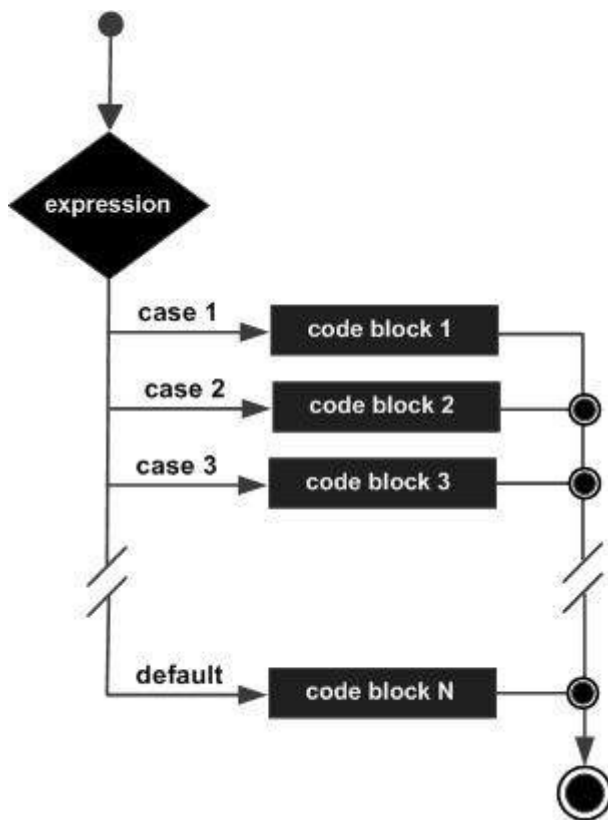 expression
case 1
code block 1
case 2
code block 2
case 3
code block 3
default
code block N